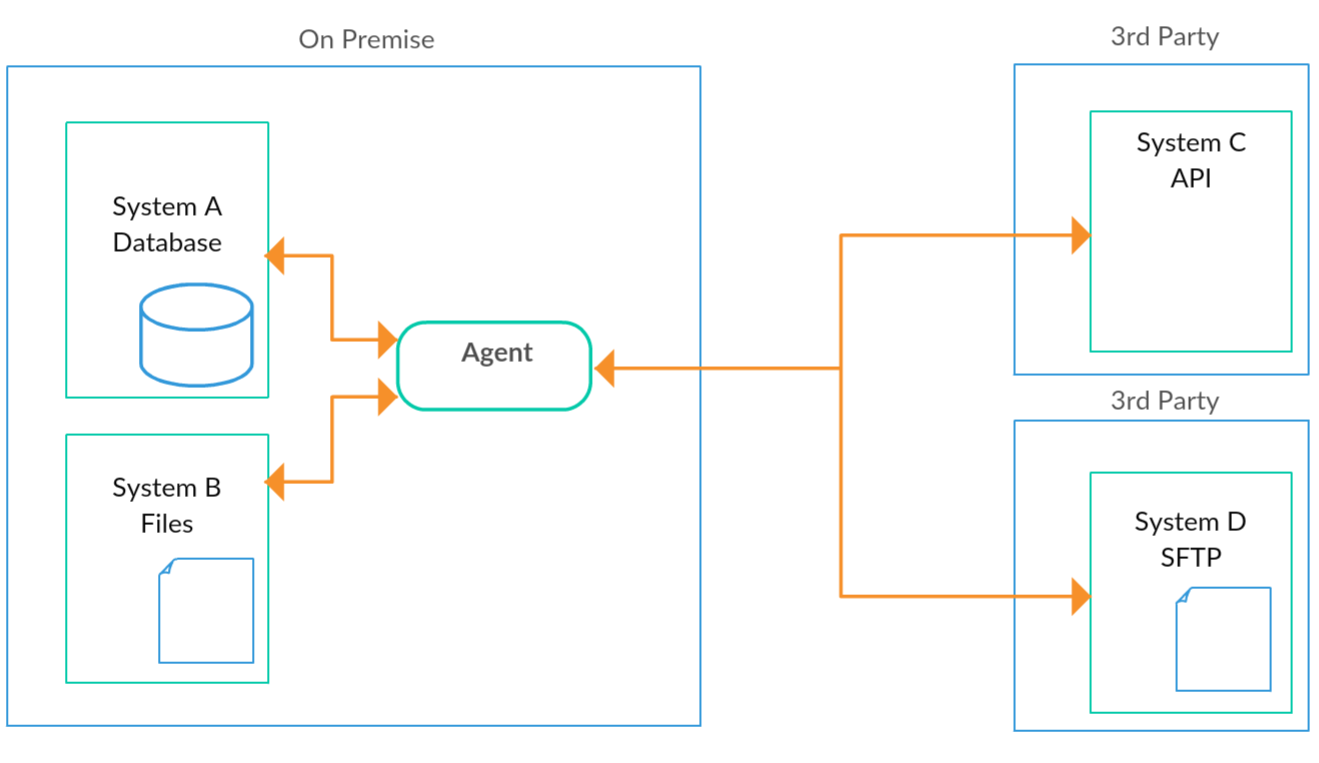 On Premise
System A
Database
System B
Files
Agent
3rd Party
System C
API
3rd Party
System D
SFTP